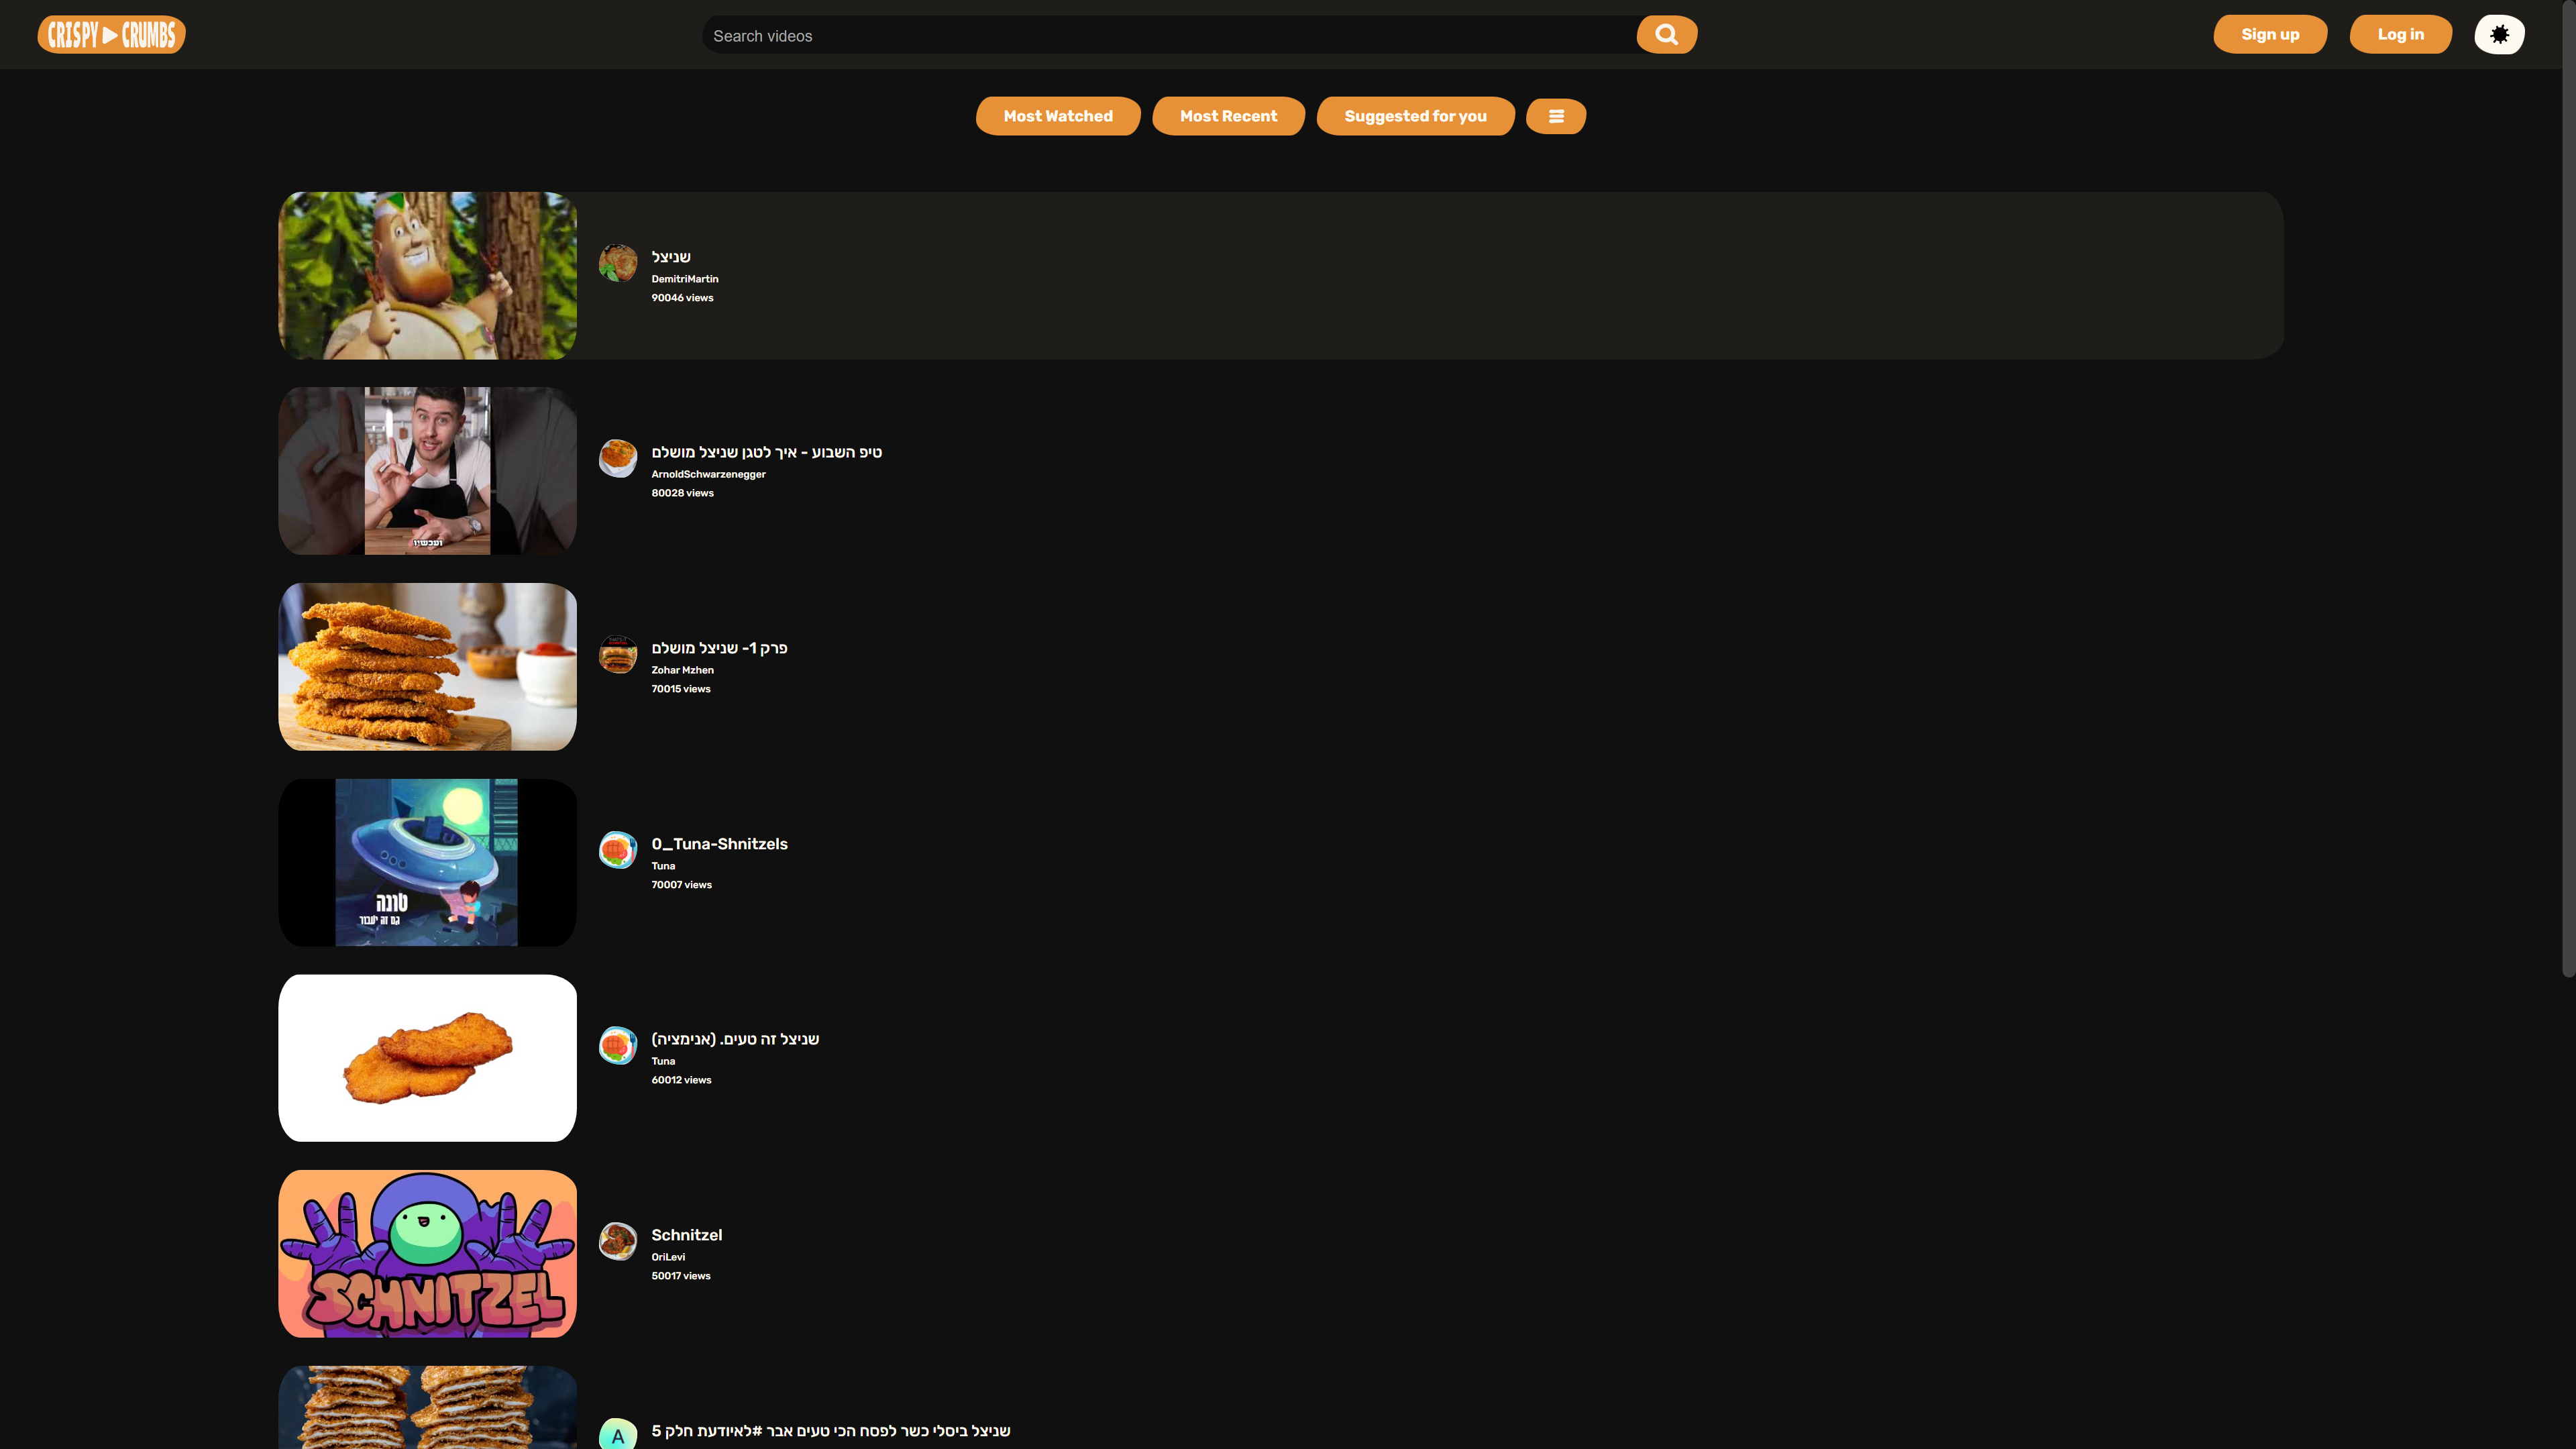 CRISPY CRUMBS
Search videos
Sign up
Log in
Most Watched
Most Recent
Suggested for you
שניצל
DemitriMartin
90046 views
ועכשיו
טיפ השבוע - איך לטגן שניצל מושלם
ArnoldSchwarzenegger
80028 views
פרק 1- שניצל מושלם
Zohar Mzhen
70015 views
טונה
גם זה יעבור
0_Tuna-Shnitzels
Tuna
70007 views
שניצל זה טעים. (אנימציה)
Tuna
60012 views
SCHNITZEL
Schnitzel
OriLevi
50017 views
A
שניצל ביסלי כשר לפסח הכי טעים אבר #לאיודעת חלק 5